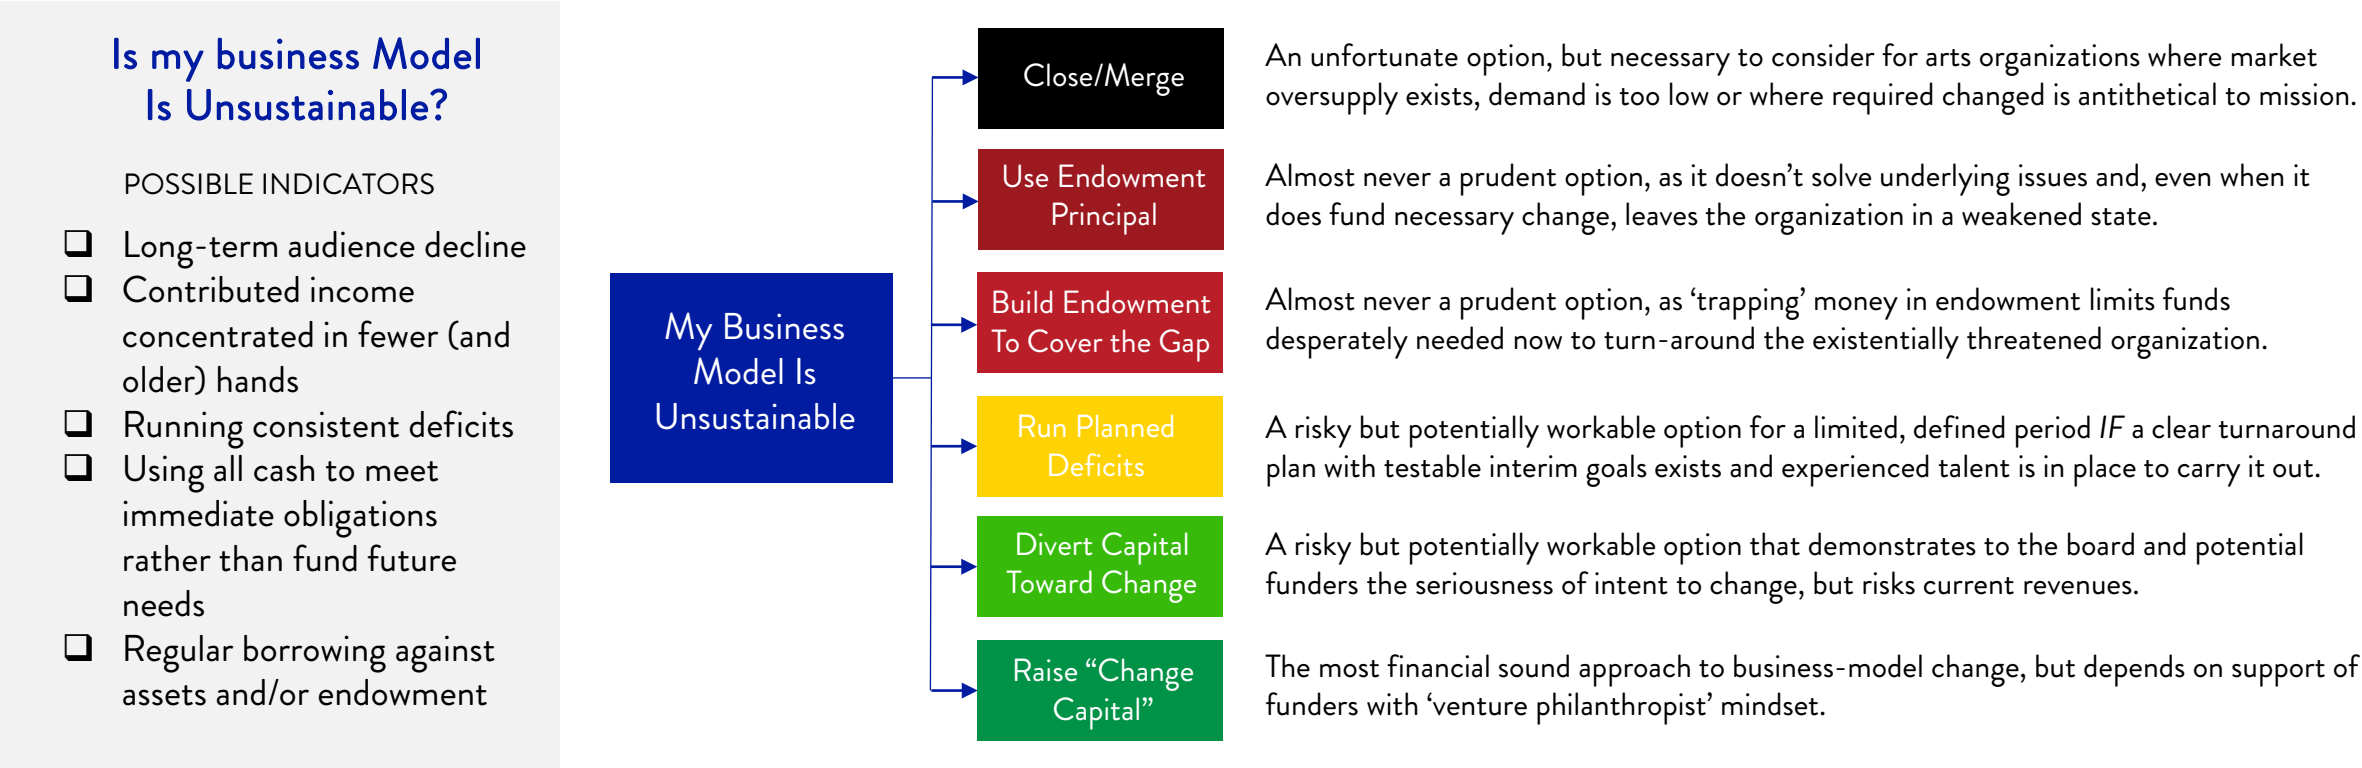 Is my business Model
Is Unsustainable?
POSSIBLE INDICATORS
❑ Long-term audience decline
❑ Contributed income
concentrated in fewer (and
older) hands
❑ Running consistent deficits
❑ Using all cash to meet
immediate obligations
rather than fund future
needs
❑ Regular borrowing against
assets and/or endowment
My Business
Model Is
Unsustainable
Close/Merge
An unfortunate option, but necessary to consider for arts organizations where market
oversupply exists, demand is too low or where required changed is antithetical to mission.
Use Endowment
Principal
Almost never a prudent option, as it doesn’t solve underlying issues and, even when it
does fund necessary change, leaves the organization in a weakened state.
Build Endowment
To Cover the Gap
Almost never a prudent option, as ‘trapping’ money in endowment limits funds
desperately needed now to turn-around the existentially threatened organization.
Run Planned
Deficits
A risky but potentially workable option for a limited, defined period IF a clear turnaround
plan with testable interim goals exists and experienced talent is in place to carry it out.
Divert Capital
Toward Change
A risky but potentially workable option that demonstrates to the board and potential
funders the seriousness of intent to change, but risks current revenues.
Raise “Change
Capital”
The most financial sound approach to business-model change, but depends on support of
funders with ‘venture philanthropist’ mindset.